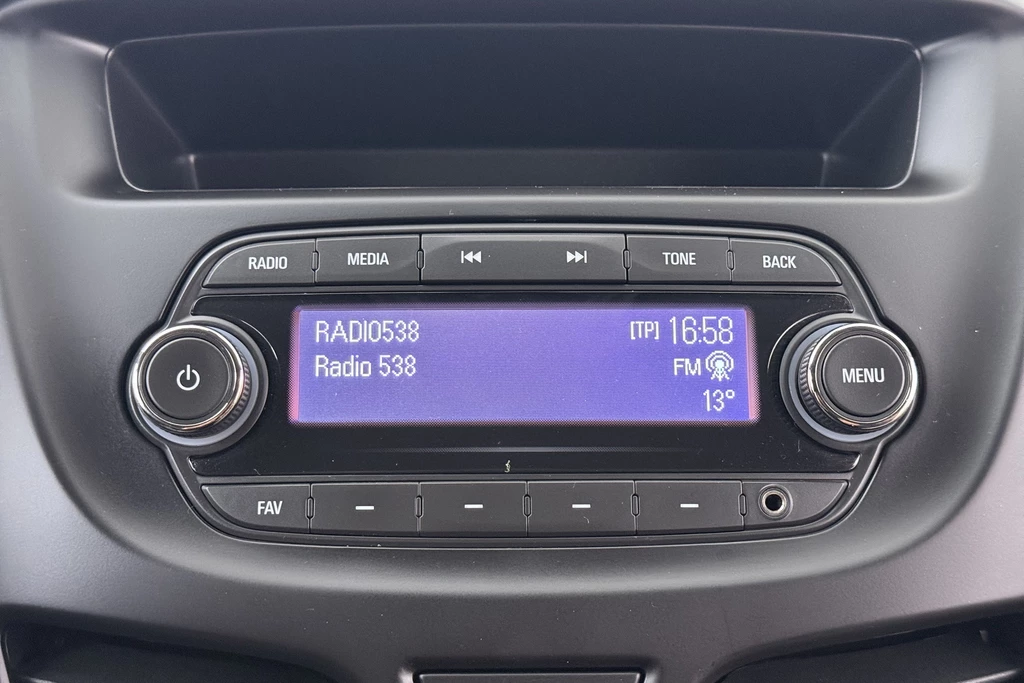 RADIO
MEDIA
TONE
BACK
RADIO538
[TP] 16:58
Radio 538
FM
13°
MENU
FAV